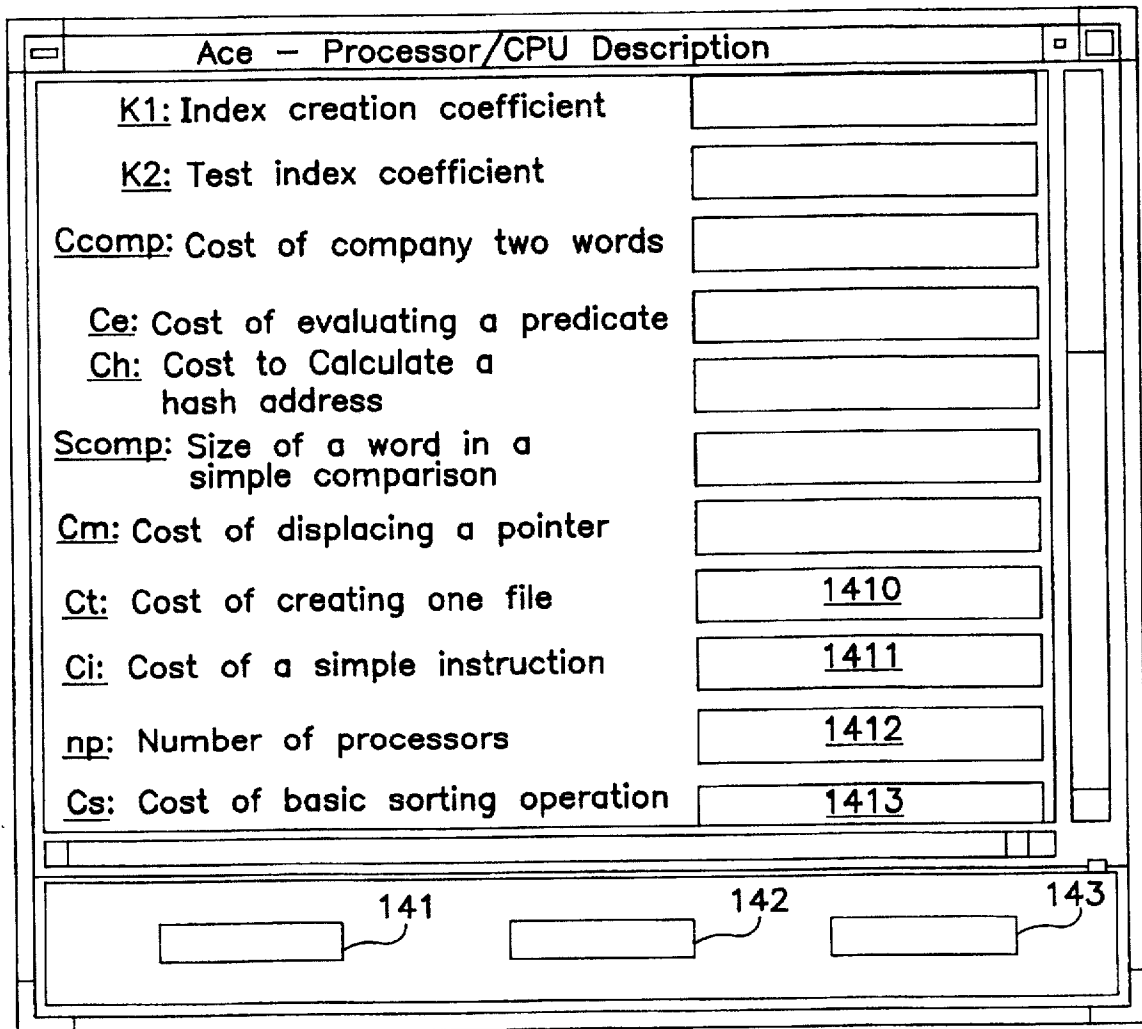 Ace – Processor/CPU Description
K1: Index creation coefficient
K2: Test index coefficient
Ccomp: Cost of company two words
Ce: Cost of evaluating a predicate
Ch: Cost to Calculate a
hash address
Scomp: Size of a word in a
simple comparison
Cm: Cost of displacing a pointer
Ct: Cost of creating one file 1410
Ci: Cost of a simple instruction 1411
np: Number of processors 1412
Cs: Cost of basic sorting operation 1413
141 142 143